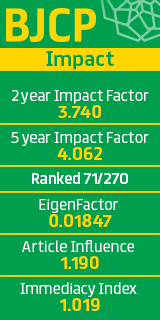 BJCP
Impact
2 year Impact Factor
3.740
5 year Impact Factor
4.062
Ranked 71/270
EigenFactor
0.01847
Article Influence
1.190
Immediacy Index
1.019